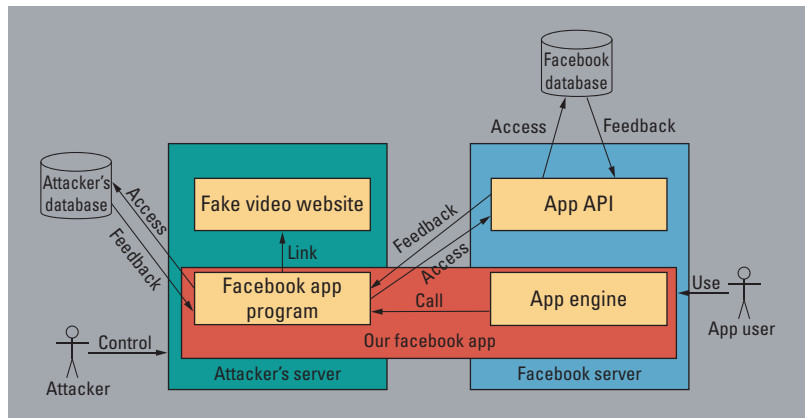 Facebook
database
Access
Feedback
Attacker's
database
Access
Feedback
Fake video website
Link
Feedback
Access
App API
Facebook app
program
Call
App engine
Use
App user
Our facebook app
Control
Attacker
Attacker's server
Facebook server